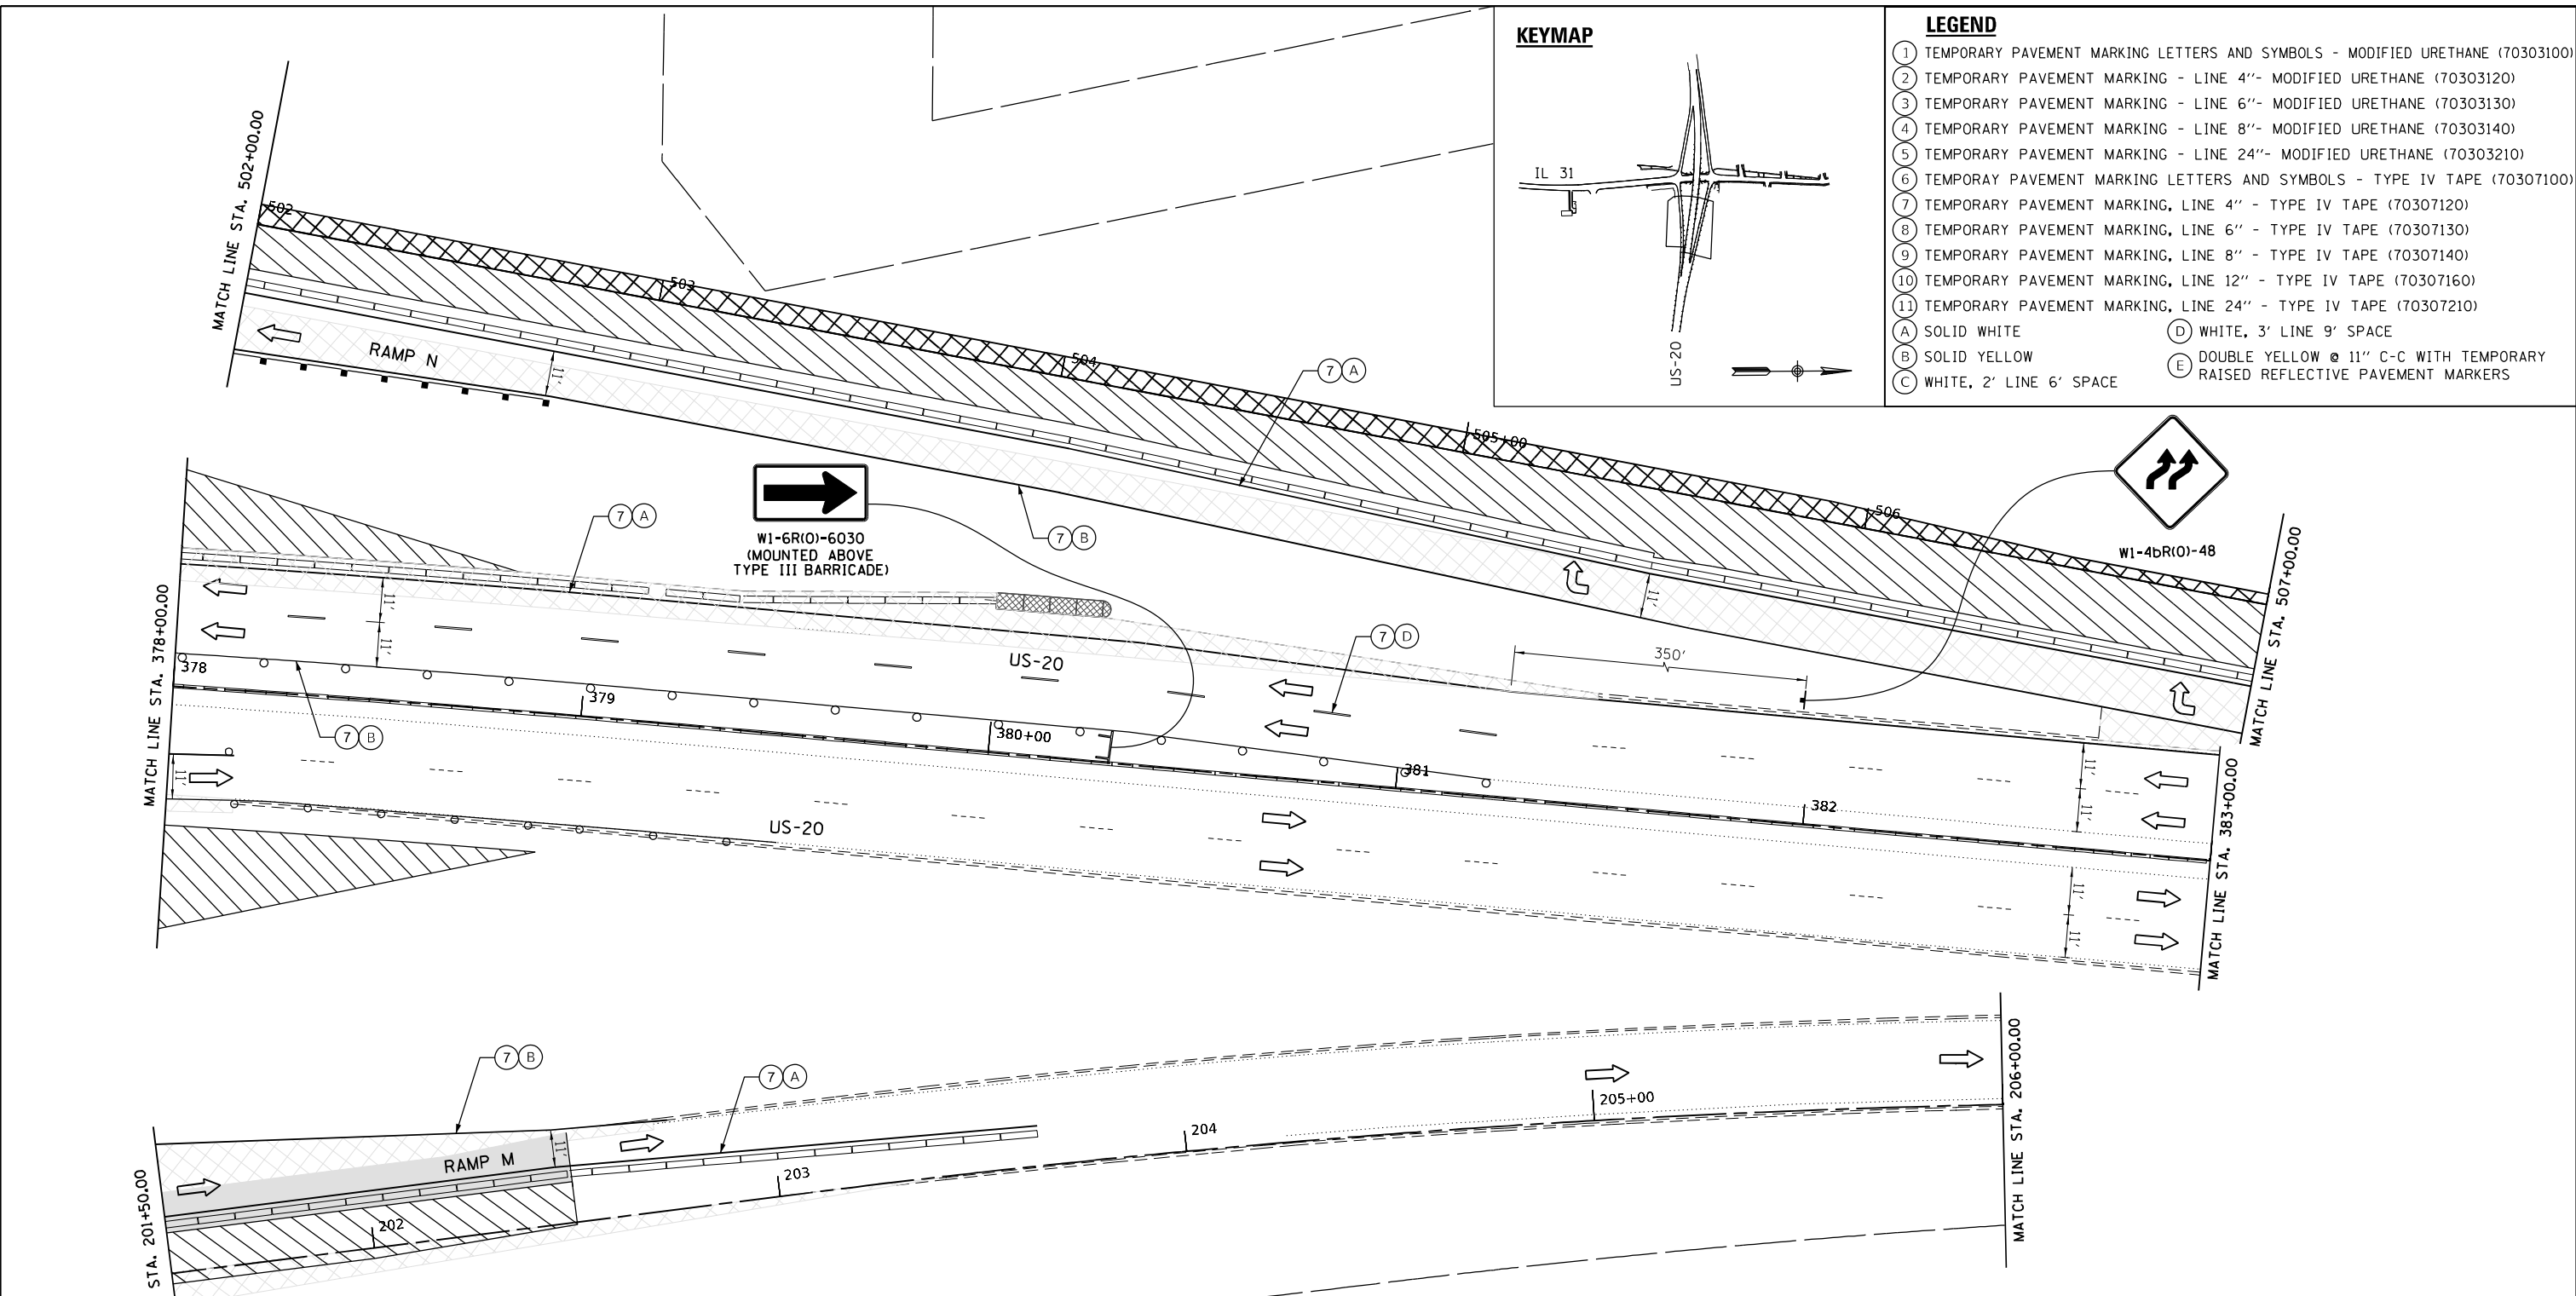 KEYMAP
IL 31
US-20
LEGEND
1 TEMPORARY PAVEMENT MARKING LETTERS AND SYMBOLS - MODIFIED URETHANE (70303100)
2 TEMPORARY PAVEMENT MARKING - LINE 4''- MODIFIED URETHANE (70303120)
3 TEMPORARY PAVEMENT MARKING - LINE 6''- MODIFIED URETHANE (70303130)
4 TEMPORARY PAVEMENT MARKING - LINE 8''- MODIFIED URETHANE (70303140)
5 TEMPORARY PAVEMENT MARKING - LINE 24''- MODIFIED URETHANE (70303210)
6 TEMPORAY PAVEMENT MARKING LETTERS AND SYMBOLS - TYPE IV TAPE (70307100)
7 TEMPORARY PAVEMENT MARKING, LINE 4'' - TYPE IV TAPE (70307120)
8 TEMPORARY PAVEMENT MARKING, LINE 6'' - TYPE IV TAPE (70307130)
9 TEMPORARY PAVEMENT MARKING, LINE 8'' - TYPE IV TAPE (70307140)
10 TEMPORARY PAVEMENT MARKING, LINE 12'' - TYPE IV TAPE (70307160)
11 TEMPORARY PAVEMENT MARKING, LINE 24'' - TYPE IV TAPE (70307210)
A SOLID WHITE
B SOLID YELLOW
C WHITE, 2' LINE 6' SPACE
D WHITE, 3' LINE 9' SPACE
E DOUBLE YELLOW @ 11'' C-C WITH TEMPORARY
RAISED REFLECTIVE PAVEMENT MARKERS
MATCH LINE STA. 502+00.00
502
503
504
505+00
506
RAMP N
11'
7 A
7 B
11'
W1-4bR(O)-48
MATCH LINE STA. 507+00.00
W1-6R(O)-6030
(MOUNTED ABOVE
TYPE III BARRICADE)
7 A
MATCH LINE STA. 378+00.00
11'
11'
US-20
7 D
350'
378
379
380+00
381
382
7 B
11'
US-20
11'
11'
11'
11'
MATCH LINE STA. 383+00.00
7 B
7 A
STA. 201+50.00
RAMP M
11'
202
203
204
205+00
MATCH LINE STA. 206+00.00